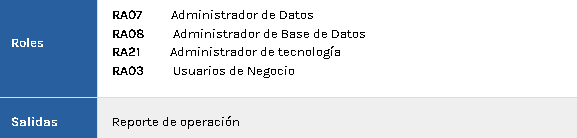 Roles
RA07 Administrador de Datos
RA08 Administrador de Base de Datos
RA21 Administrador de tecnología
RA03 Usuarios de Negocio
Salidas
Reporte de operación